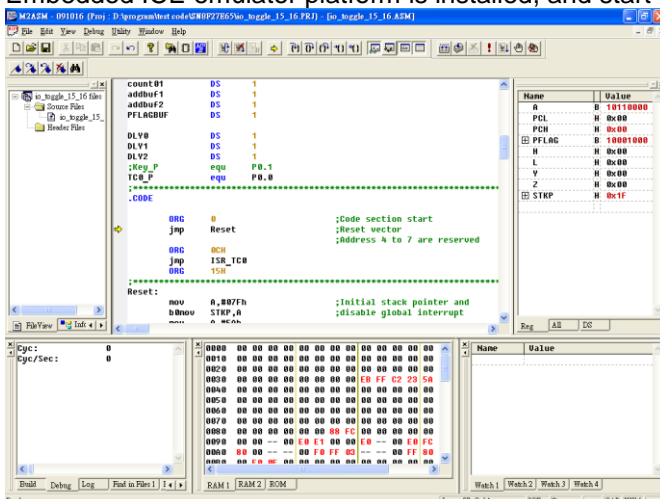 Embedded ICE emulator platform is installed, and start
M2ASM - 091016 (Proj : D:\program\test code\SN8F27E65\io_toggle_15_16.PRJ) - [io_toggle_15_16.ASM]
File Edit View Debug Utility Window Help
io_toggle_15_16 files
Source Files
io_toggle_15_
Header Files
FileView Info
count01 DS 1
addbuf1 DS 1
addbuf2 DS 1
PFLAGBUF DS 1
DLY0 DS 1
DLY1 DS 1
DLY2 DS 1
;Key_P equ P0.1
TC0_P equ P0.0
.CODE
ORG 0 ;Code section start
jmp Reset ;Reset vector
;Address 4 to 7 are reserved
ORG 0CH
jmp ISR_TC0
ORG 15H
Reset:
mov A,#07Fh ;Initial stack pointer and
b0mov STKP,A ;disable global interrupt
Name Value
A B 10110000
PCL H 0x00
PCH H 0x00
PFLAG B 10001000
H H 0x00
L H 0x00
Y H 0x00
Z H 0x00
STKP H 0x1F
Reg All DS
Cyc: 0
Cyc/Sec: 0
Build Debug Log Find in Files 1
0000 00 00 00 00 00 00 00 00 00 00 00 00
0010 00 00 00 00 00 00 00 00 00 00 00 00
0020 00 00 00 00 00 00 00 00 00 00 00 00
0030 00 00 00 00 00 00 00 EB FF C2 23 5A
0040 00 00 00 00 00 00 00 00 00 00 00 00
0050 00 00 00 00 00 00 00 00 00 00 00 00
0060 00 00 00 00 00 00 00 00 00 00 00 00
0070 00 00 00 00 00 00 00 00 00 00 00 00
0080 00 00 00 00 00 88 FC 00 00 00 00 00
0090 00 00 -- 00 E0 E1 00 00 E0 -- 00 E0 FC
00A0 80 00 -- 00 F0 FF 03 -- 00 FF 80
RAM 1 RAM 2 ROM
Name Value
Watch 1 Watch 2 Watch 3 Watch 4